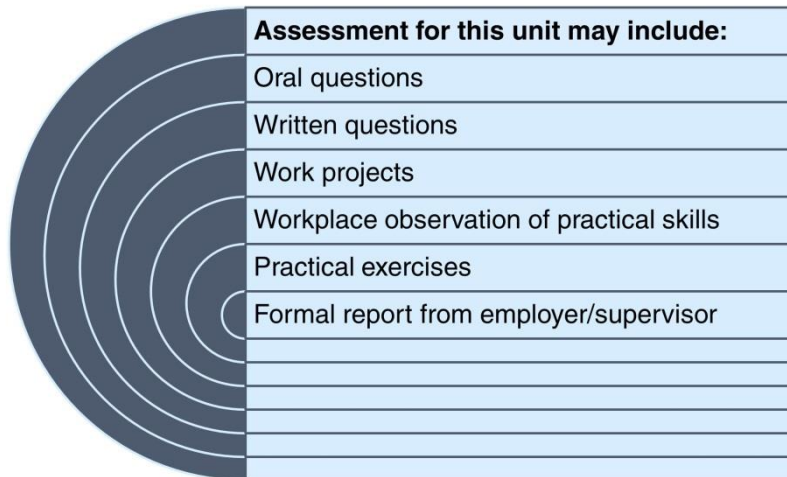 Assessment for this unit may include:
Oral questions
Written questions
Work projects
Workplace observation of practical skills
Practical exercises
Formal report from employer/supervisor